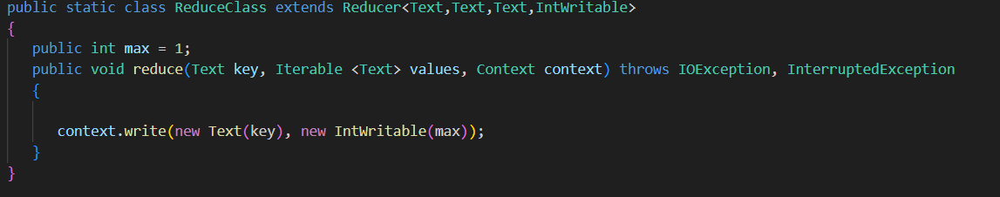 public static class ReduceClass extends Reducer<Text,Text,Text,IntWritable>
{
public int max = 1;
public void reduce(Text key, Iterable <Text> values, Context context) throws IOException, InterruptedException
{
context.write(new Text(key), new IntWritable(max));
}
}